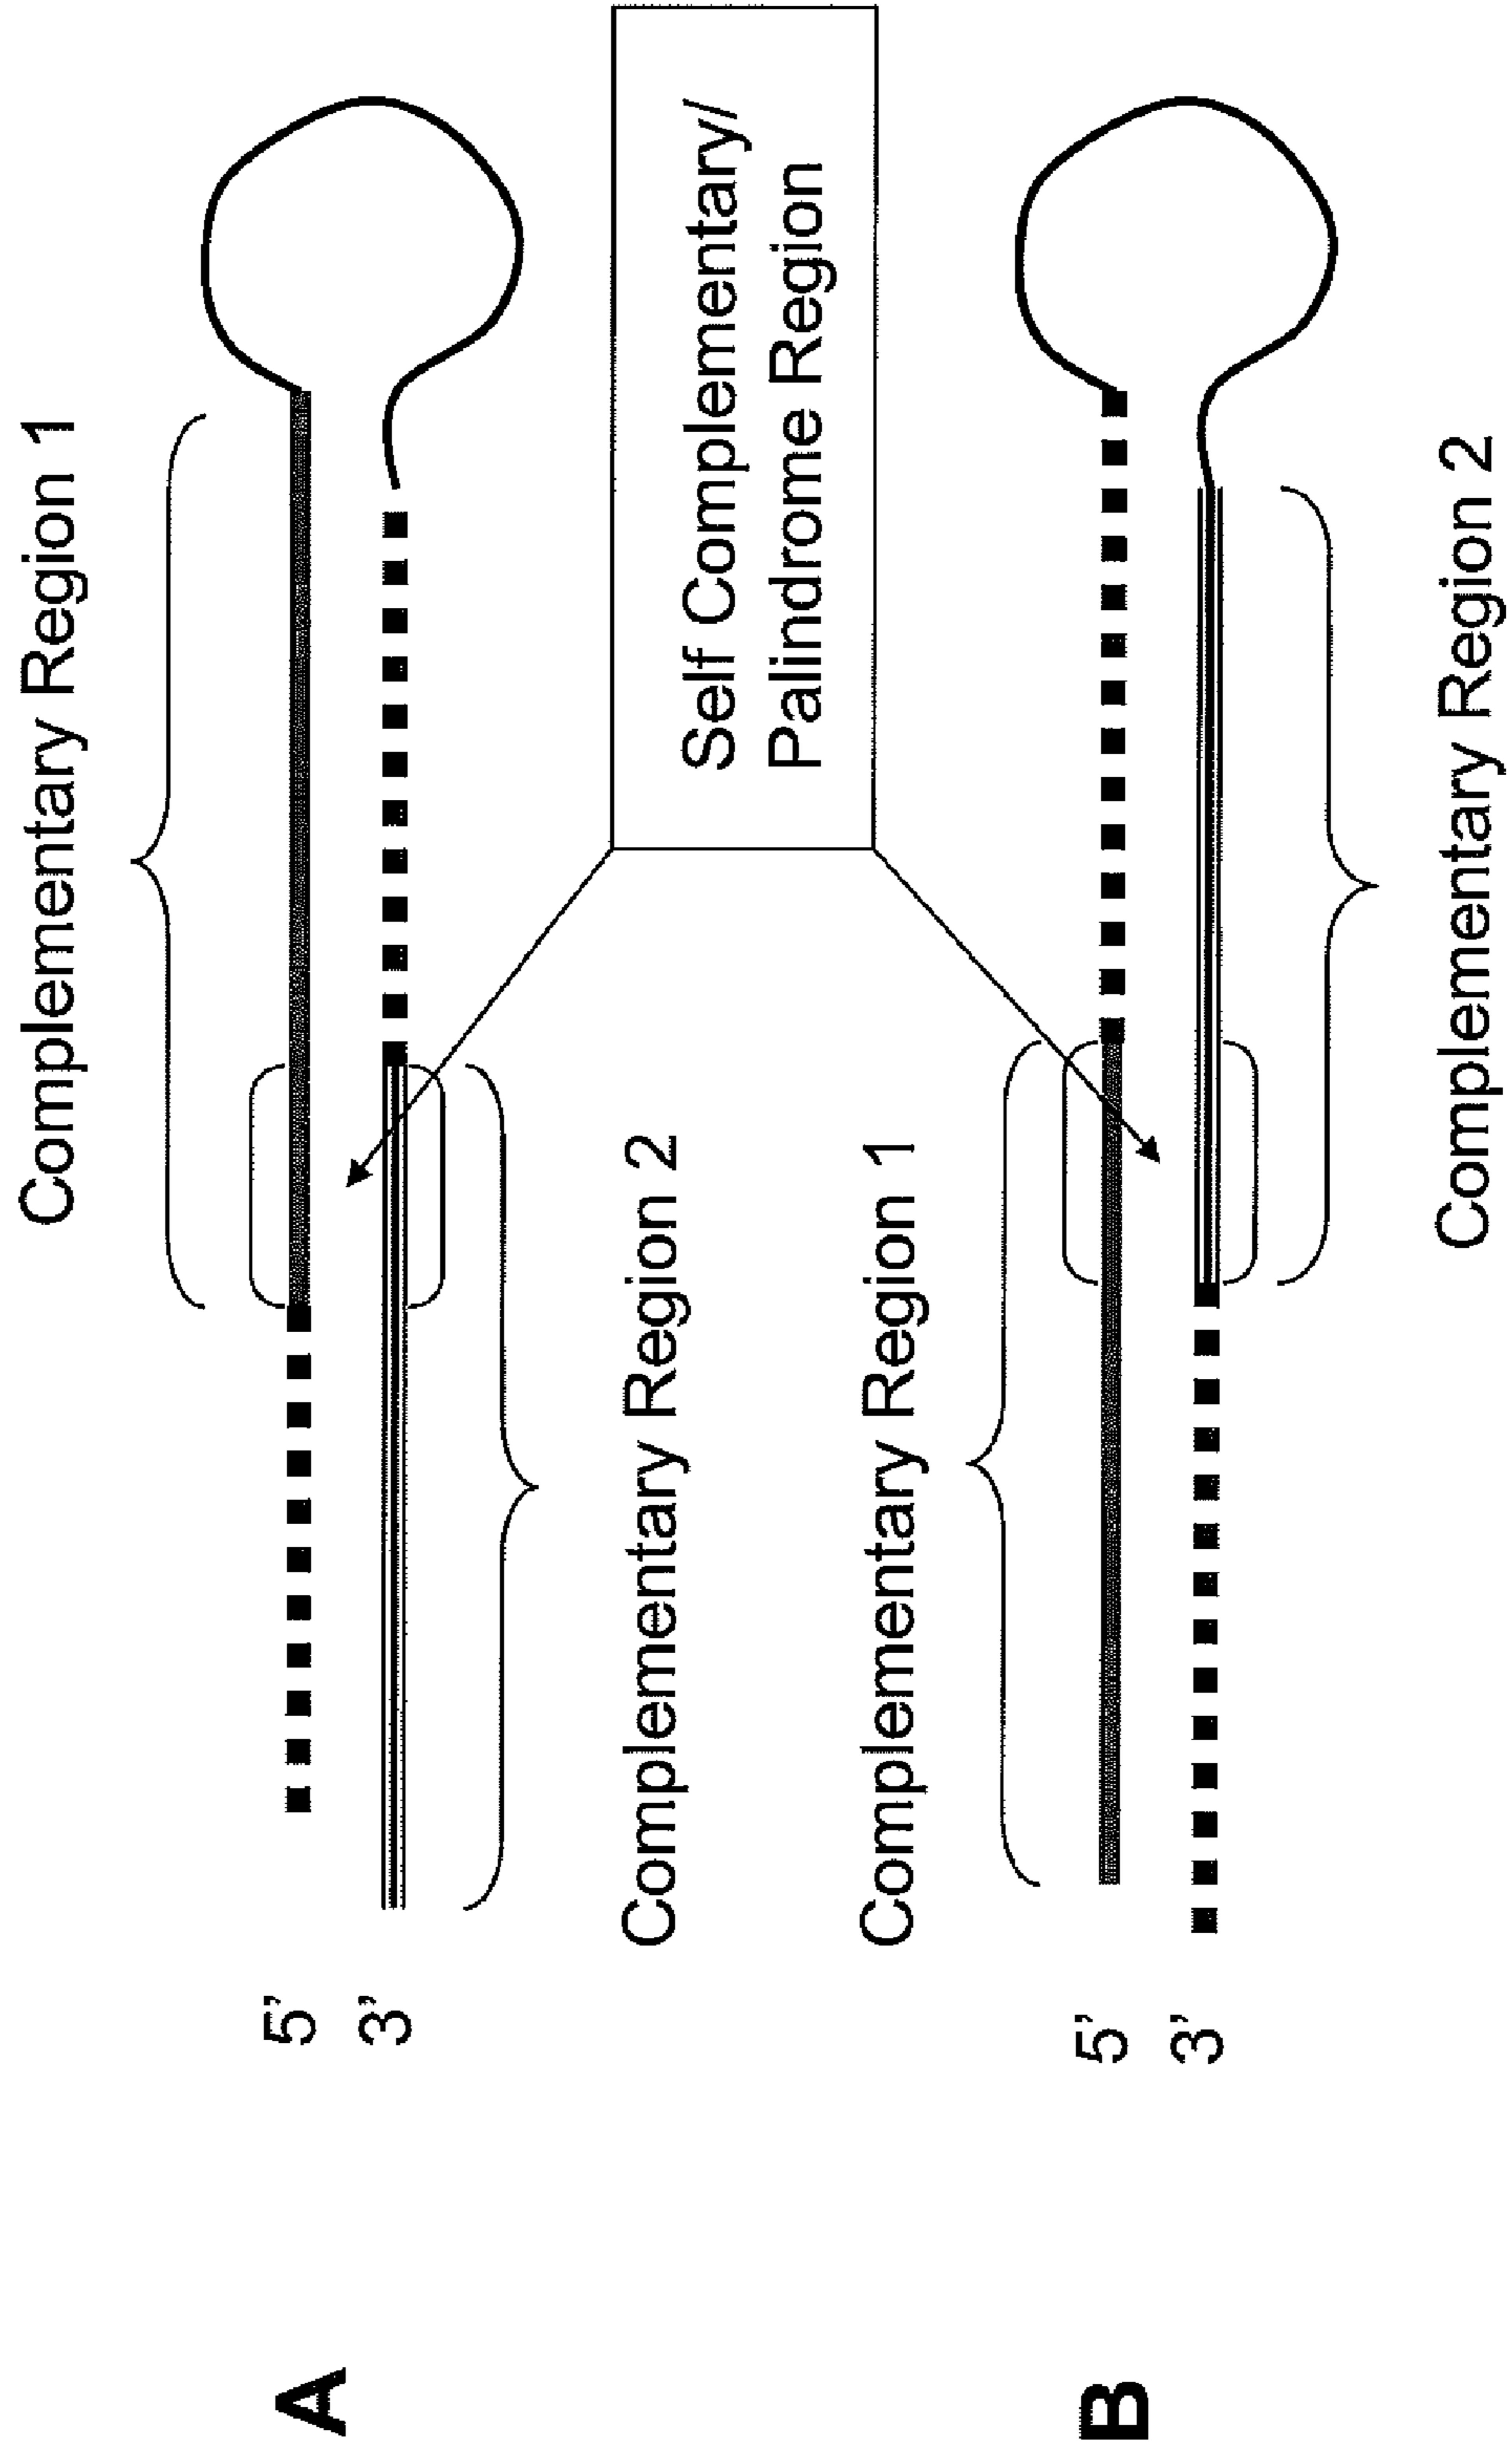 A
Complementary Region 1
5'
3'
Complementary Region 2
Self Complementary/
Palindrome Region
B
Complementary Region 1
5'
3'
Complementary Region 2